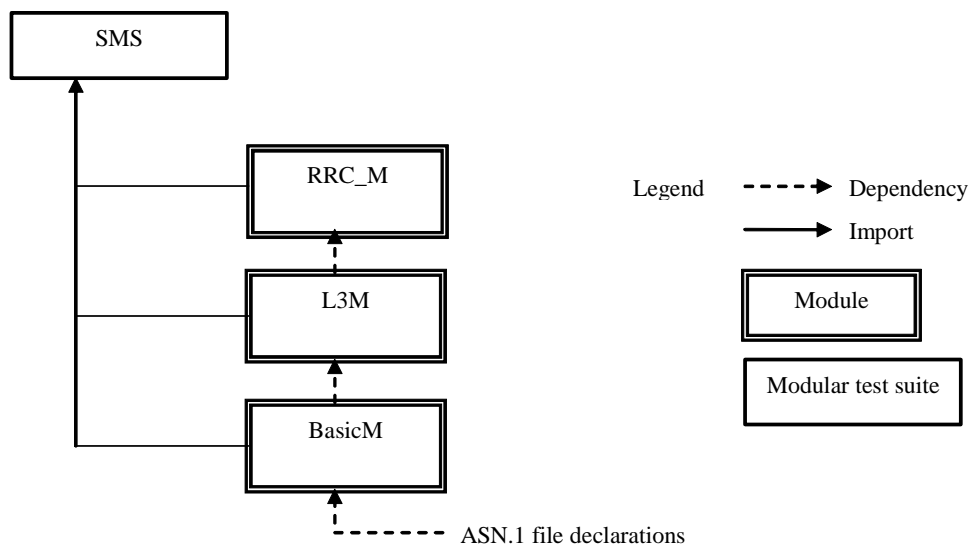 SMS
RRC_M
Legend
Dependency
Import
L3M
Module
Modular test suite
BasicM
ASN.1 file declarations